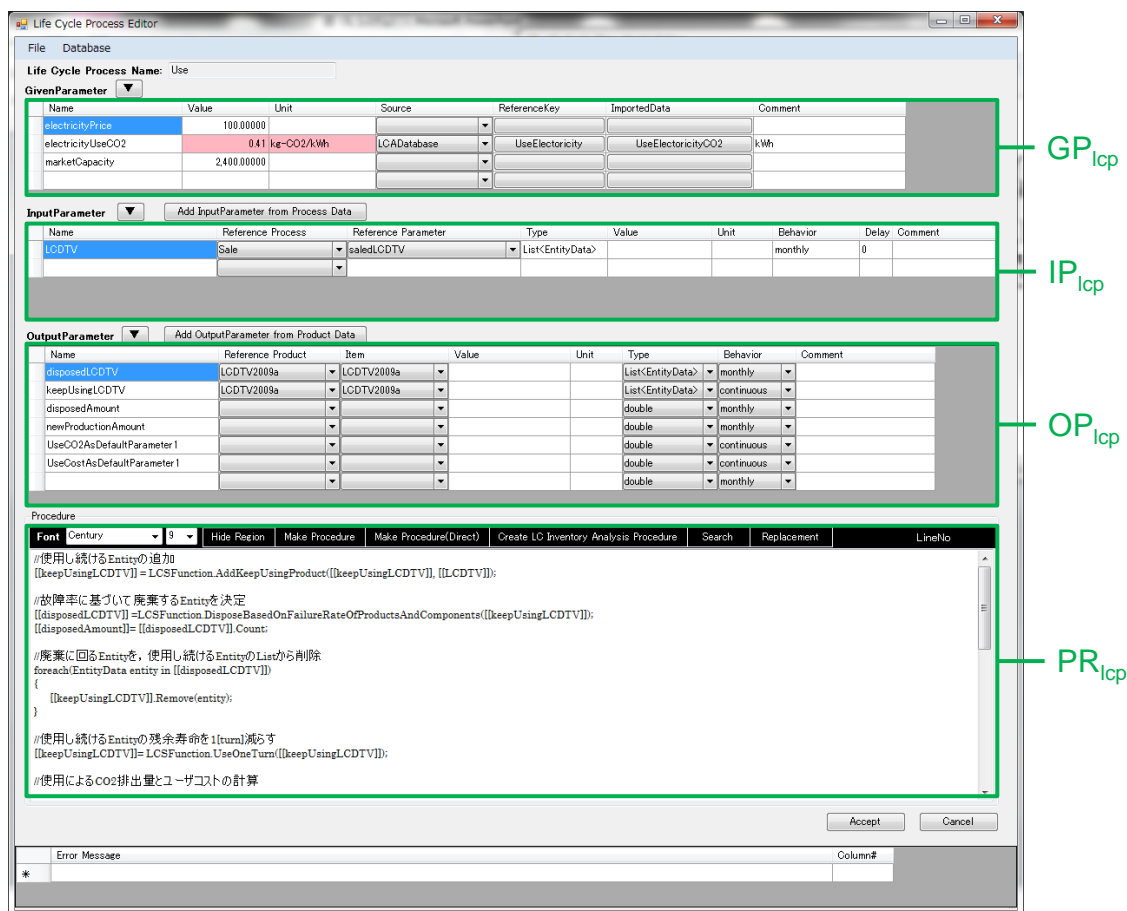 Life Cycle Process Editor
File Database
Life Cycle Process Name: Use
GivenParameter ▼
Name Value Unit Source ReferenceKey ImportedData Comment
electricityPrice 100.00000
electricityUseCO2 0.41 kg-CO2/kWh LCADatabase UseElectoricity UseElectoricityCO2 kWh
marketCapacity 2,400.00000
GPlcp
InputParameter ▼ Add InputParameter from Process Data
Name Reference Process Reference Parameter Type Value Unit Behavior Delay Comment
LCDTV Sale saledLCDTV List<EntityData> monthly 0
IPlcp
OutputParameter ▼ Add OutputParameter from Product Data
Name Reference Product Item Value Unit Type Behavior Comment
disposedLCDTV LCDTV2009a LCDTV2009a List<EntityData> monthly
keepUsingLCDTV LCDTV2009a LCDTV2009a List<EntityData> continuous
disposedAmount double monthly
newProductionAmount double monthly
UseCO2AsDefaultParameter1 double continuous
UseCostAsDefaultParameter1 double continuous
double monthly
OPlcp
Procedure
Font Century 9 Hide Region Make Procedure Make Procedure(Direct) Create LC Inventory Analysis Procedure Search Replacement LineNo
//使用し続けるEntityの追加
[[keepUsingLCDTV]] = LCSFunction.AddKeepUsingProduct([[keepUsingLCDTV]], [[LCDTV]]);
//故障率に基づいて廃棄するEntityを決定
[[disposedLCDTV]] =LCSFunction.DisposeBasedOnFailureRateOfProductsAndComponents([[keepUsingLCDTV]]);
[[disposedAmount]]= [[disposedLCDTV]].Count;
//廃棄に回るEntityを，使用し続けるEntityのListから削除
foreach(EntityData entity in [[disposedLCDTV]])
{
[[keepUsingLCDTV]].Remove(entity);
}
//使用し続けるEntityの残余寿命を1[turn]減らす
[[keepUsingLCDTV]]= LCSFunction.UseOneTurn([[keepUsingLCDTV]]);
//使用によるCO2排出量とユーザコストの計算
PRlcp
Accept Cancel
Error Message Column#
*